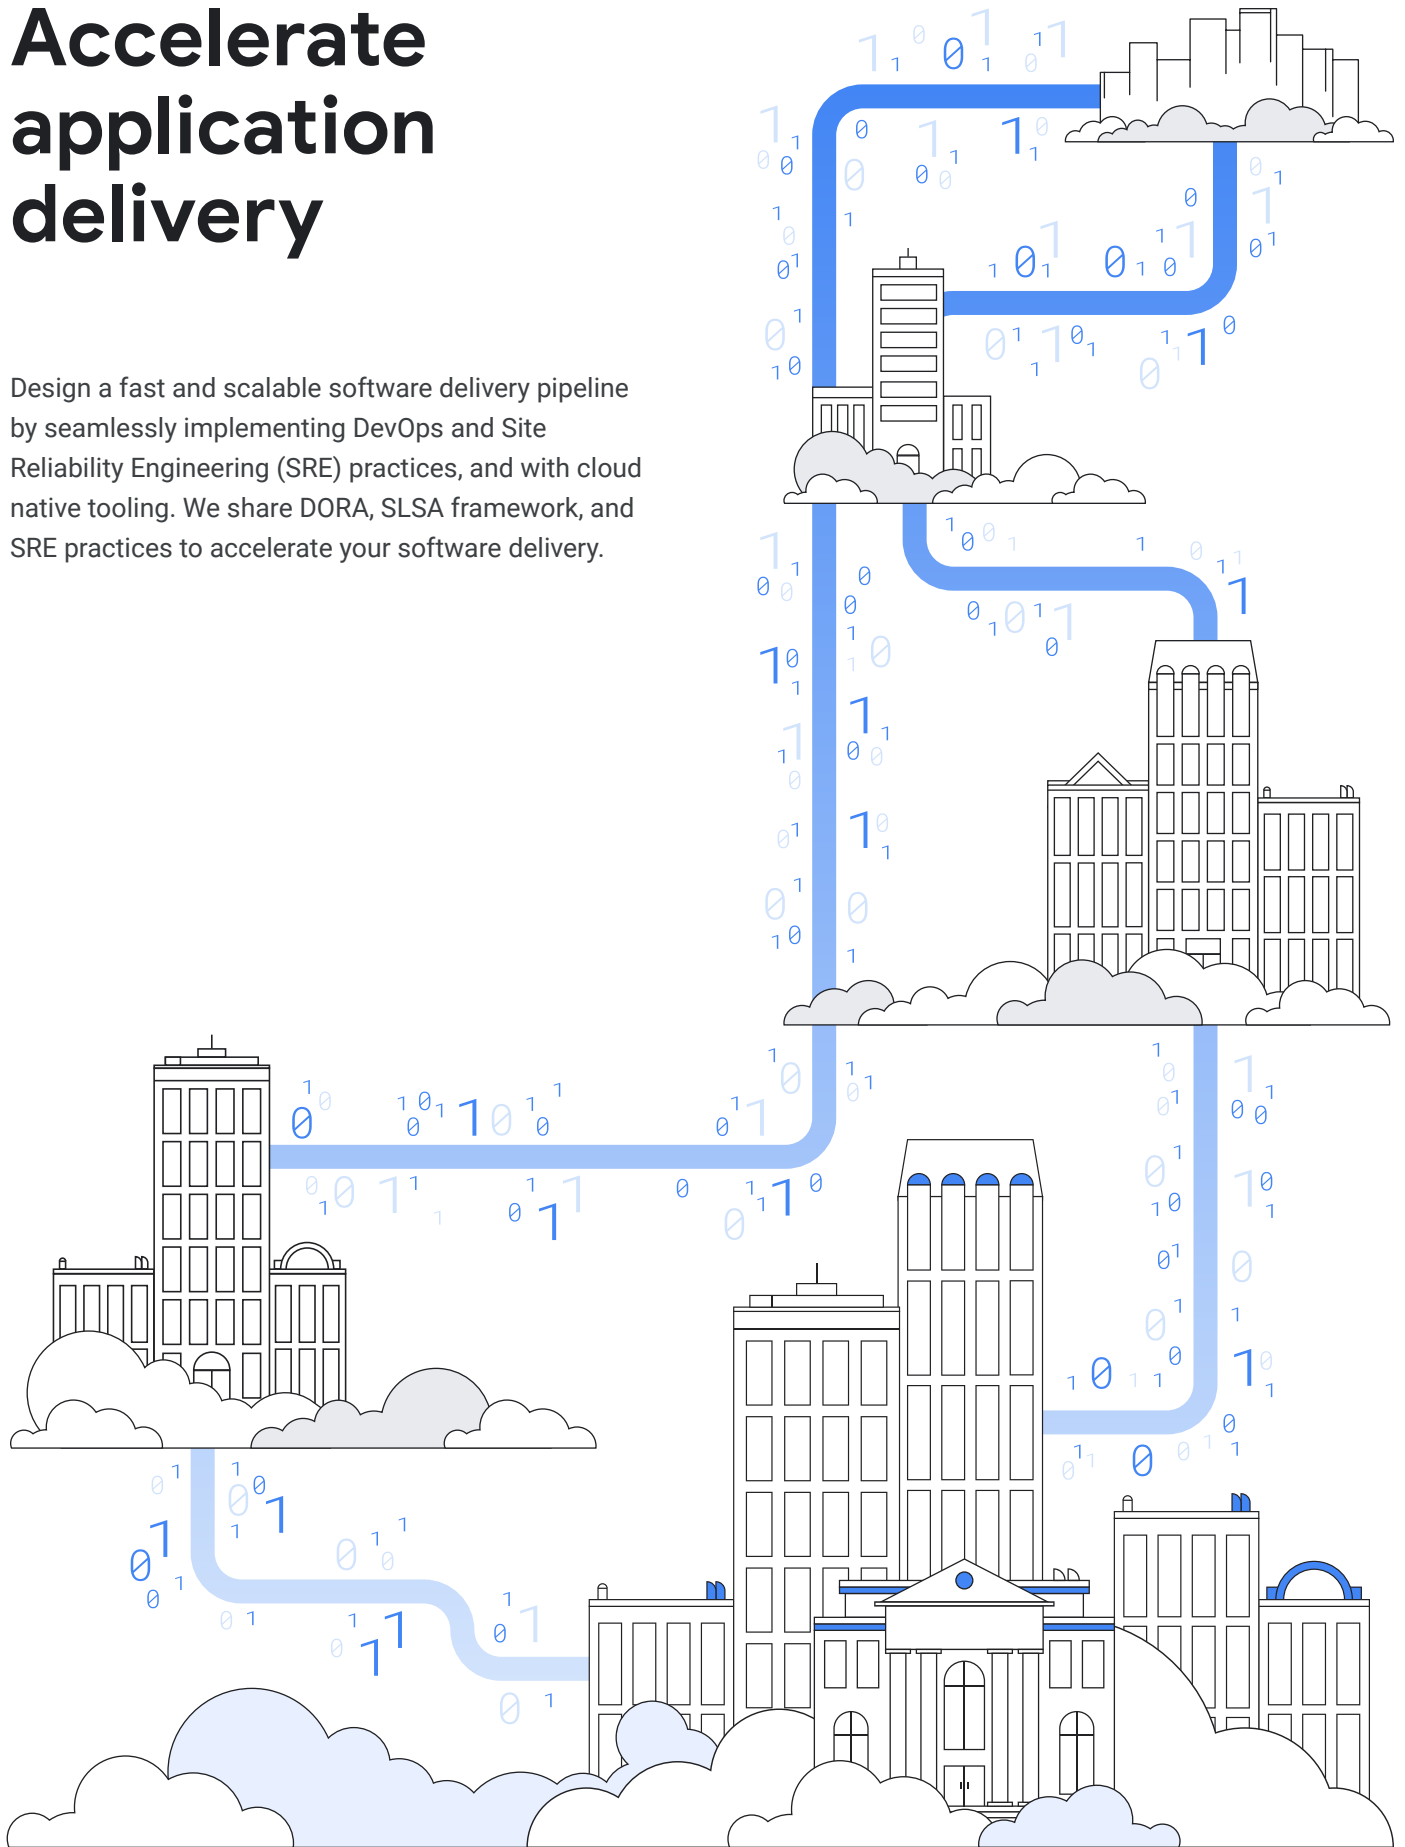 Accelerate
application
delivery
Design a fast and scalable software delivery pipeline
by seamlessly implementing DevOps and Site
Reliability Engineering (SRE) practices, and with cloud
native tooling. We share DORA, SLSA framework, and
SRE practices to accelerate your software delivery.